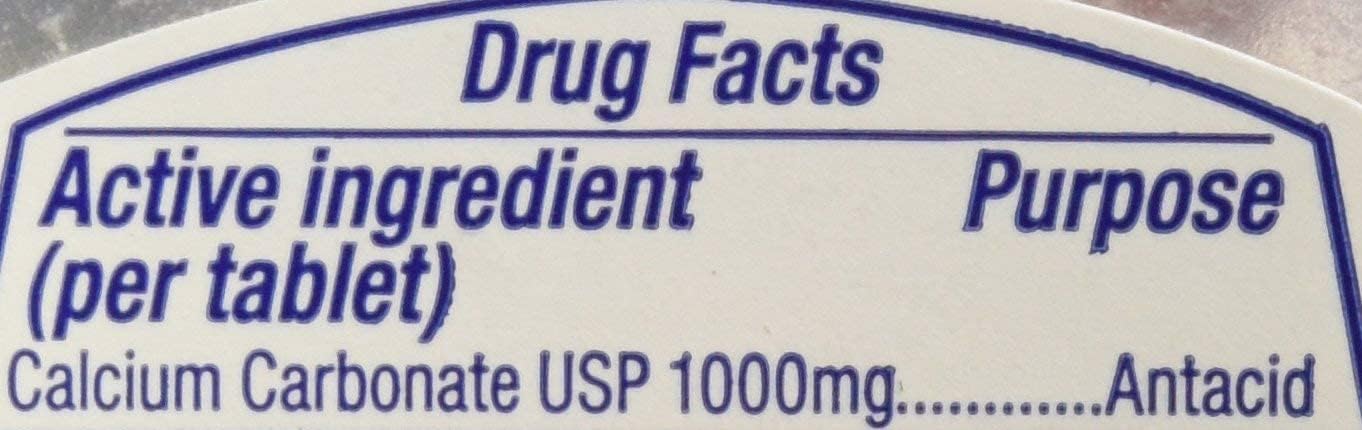 Drug Facts
Active ingredient Purpose
(per tablet)
Calcium Carbonate USP 1000mg............Antacid